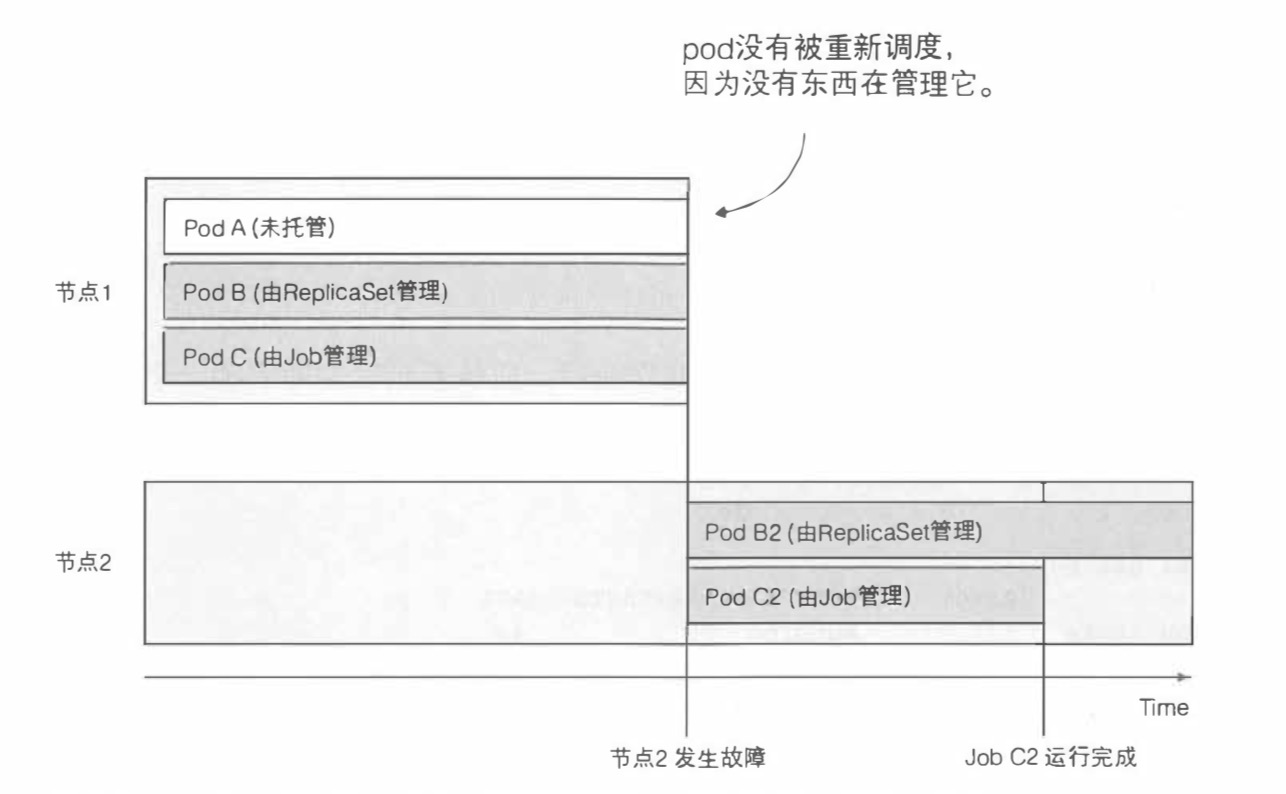 pod没有被重新调度，
因为没有东西在管理它。
Pod A (未托管)
节点1
Pod B (由ReplicaSet管理)
Pod C (由Job管理)
Pod B2 (由ReplicaSet管理)
节点2
Pod C2 (由Job管理)
Time
节点2 发生故障
Job C2 运行完成